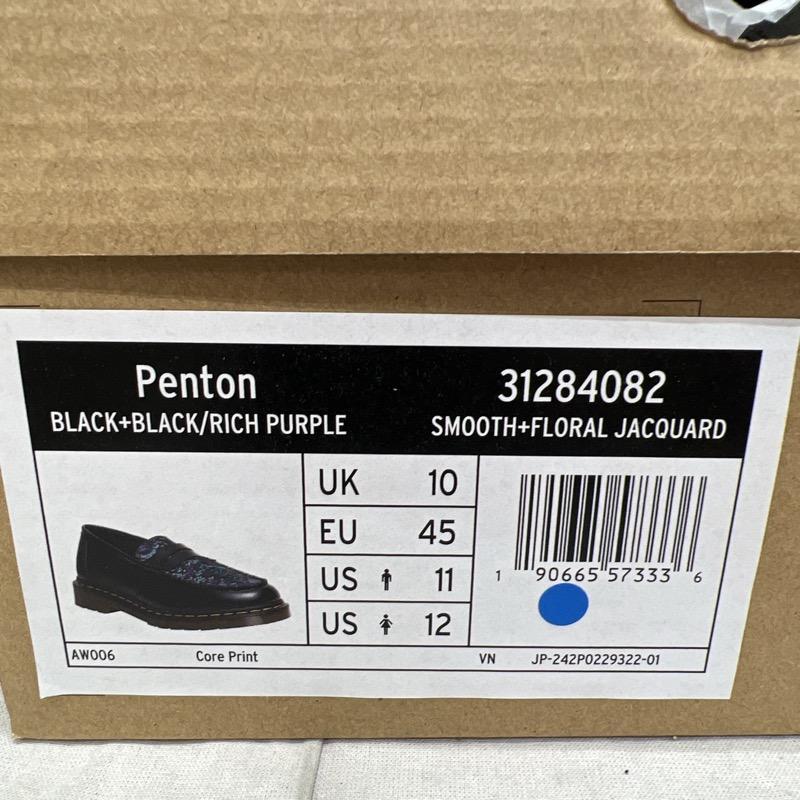 Penton
31284082
BLACK+BLACK/RICH PURPLE
SMOOTH+FLORAL JACQUARD
UK 10
EU 45
US 11
US 12
1 90665 57333 6
AW006 Core Print VN JP-242P0229322-01